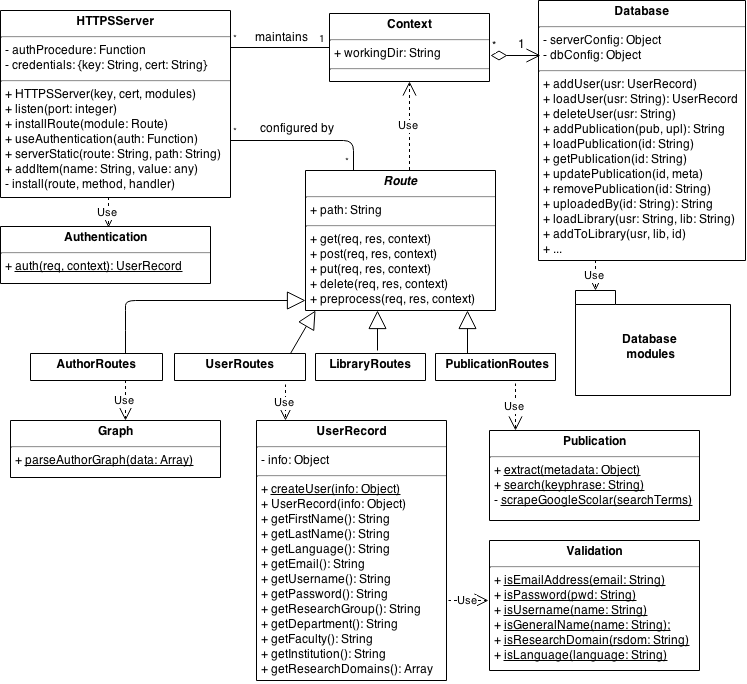 HTTPSServer
- authProcedure: Function
- credentials: {key: String, cert: String}
+ HTTPSServer(key, cert, modules)
+ listen(port: integer)
+ installRoute(module: Route)
+ useAuthentication(auth: Function)
+ serverStatic(route: String, path: String)
+ addItem(name: String, value: any)
- install(route, method, handler)
* maintains 1
Context
+ workingDir: String
* 1
Database
- serverConfig: Object
- dbConfig: Object
+ addUser(usr: UserRecord)
+ loadUser(usr: String): UserRecord
+ deleteUser(usr: String)
+ addPublication(pub, upl): String
+ loadPublication(id: String)
+ getPublication(id: String)
+ updatePublication(id, meta)
+ removePublication(id: String)
+ uploadedBy(id: String): String
+ loadLibrary(usr: String, lib: String)
+ addToLibrary(usr, lib, id)
+ ...
* configured by *
Use
Use
Authentication
+ auth(req, context): UserRecord
Route
+ path: String
+ get(req, res, context)
+ post(req, res, context)
+ put(req, res, context)
+ delete(req, res, context)
+ preprocess(req, res, context)
Use
Database
modules
AuthorRoutes
UserRoutes
LibraryRoutes
PublicationRoutes
Use
Use
Use
Graph
+ parseAuthorGraph(data: Array)
UserRecord
- info: Object
+ createUser(info: Object)
+ UserRecord(info: Object)
+ getFirstName(): String
+ getLastName(): String
+ getLanguage(): String
+ getEmail(): String
+ getUsername(): String
+ getPassword(): String
+ getResearchGroup(): String
+ getDepartment(): String
+ getFaculty(): String
+ getInstitution(): String
+ getResearchDomains(): Array
Publication
+ extract(metadata: Object)
+ search(keyphrase: String)
- scrapeGoogleScolar(searchTerms)
Use
Validation
+ isEmailAddress(email: String)
+ isPassword(pwd: String)
+ isUsername(name: String)
+ isGeneralName(name: String);
+ isResearchDomain(rsdom: String)
+ isLanguage(language: String)